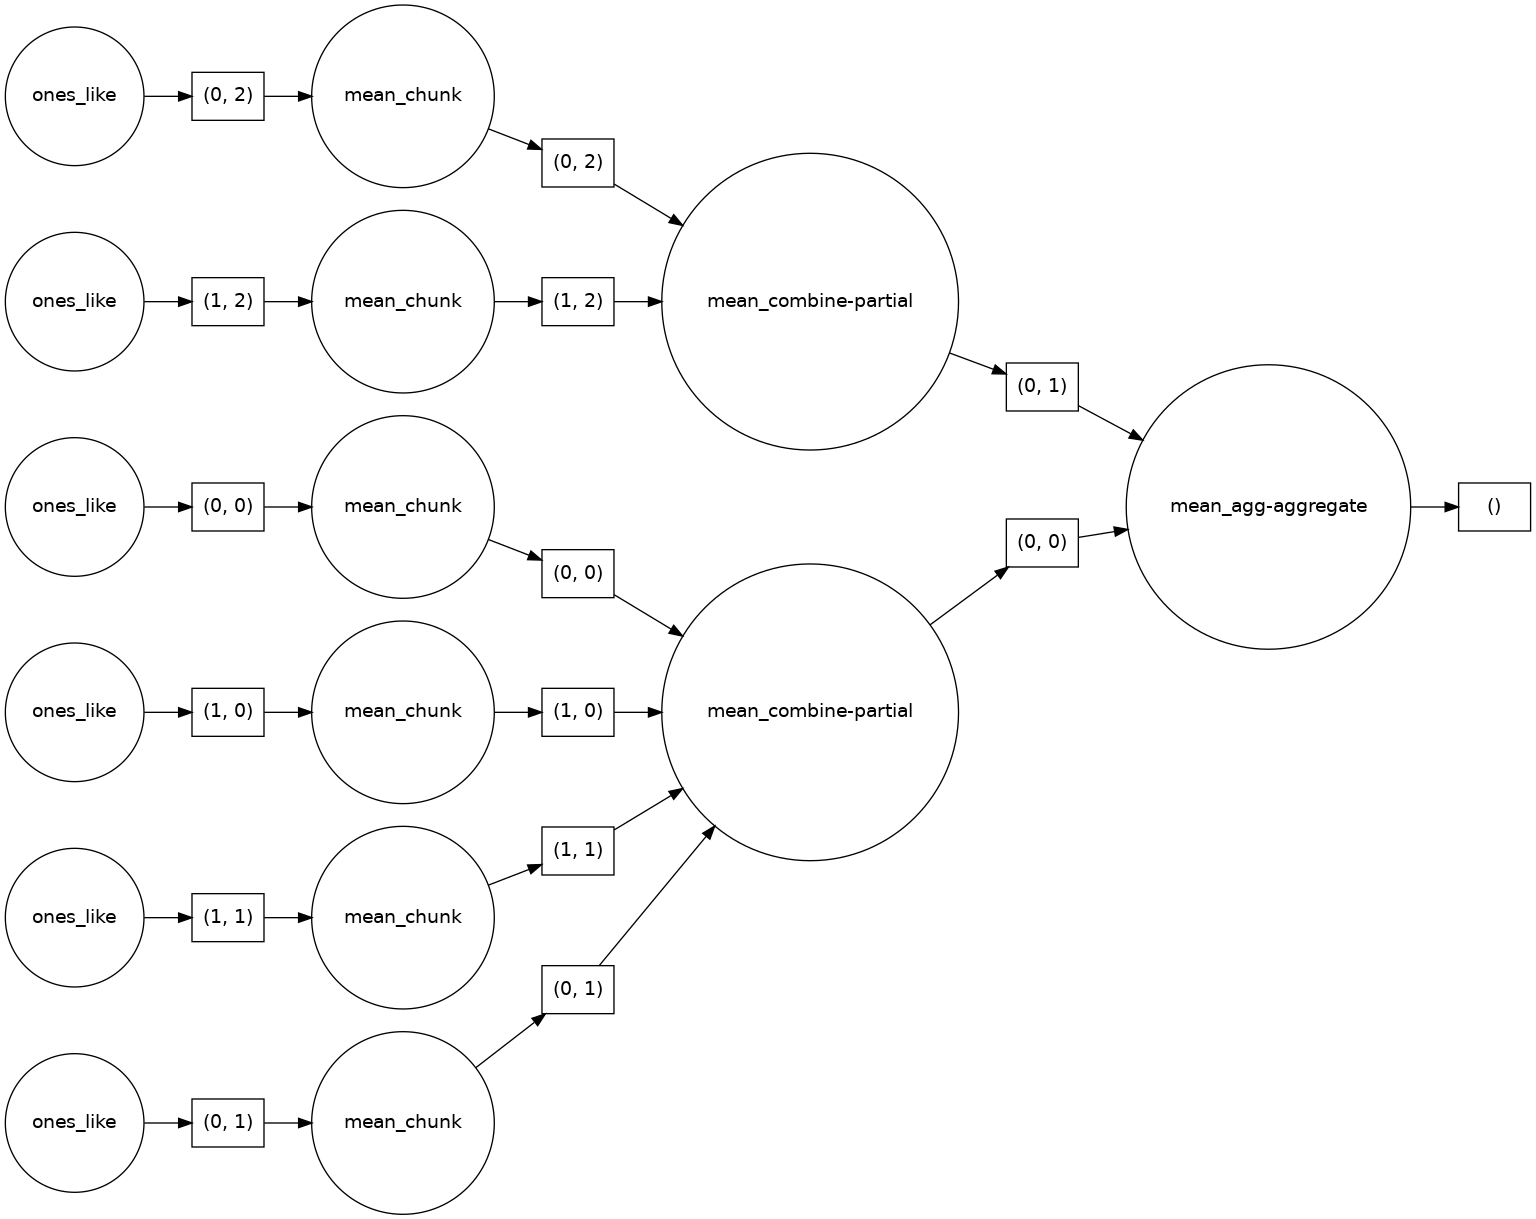 ones_like
(0, 2)
mean_chunk
(0, 2)
ones_like
(1, 2)
mean_chunk
(1, 2)
mean_combine-partial
(0, 1)
ones_like
(0, 0)
mean_chunk
(0, 0)
mean_agg-aggregate
()
(0, 0)
ones_like
(1, 0)
mean_chunk
(1, 0)
mean_combine-partial
ones_like
(1, 1)
mean_chunk
(1, 1)
(0, 1)
ones_like
(0, 1)
mean_chunk